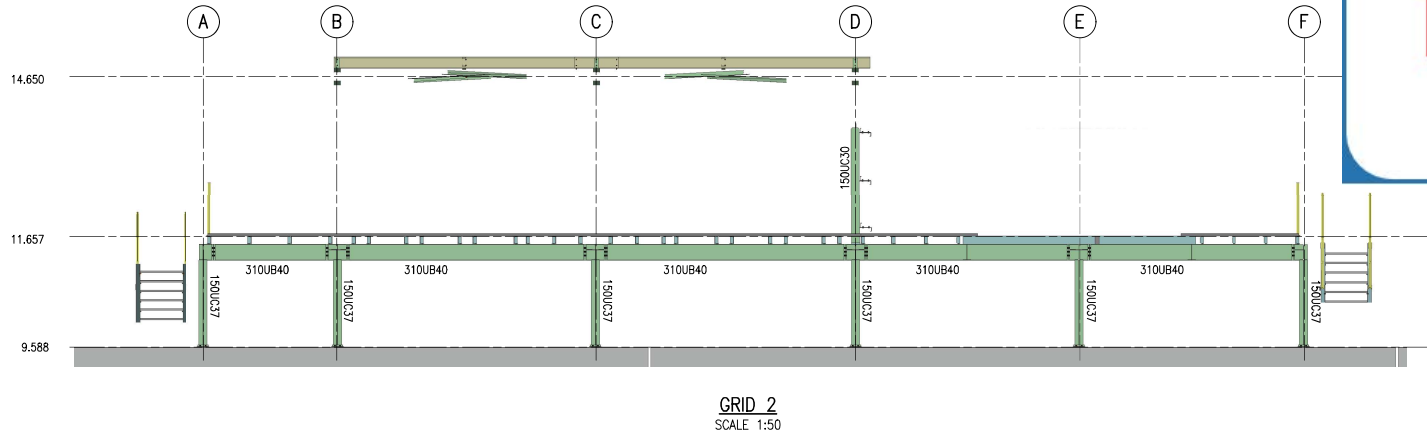 A B C D E F
14.650
150UC30
11.657
310UB40 310UB40 310UB40 310UB40 310UB40
150UC37 150UC37 150UC37 150UC37 150UC37 150UC37
9.588
GRID 2
SCALE 1:50